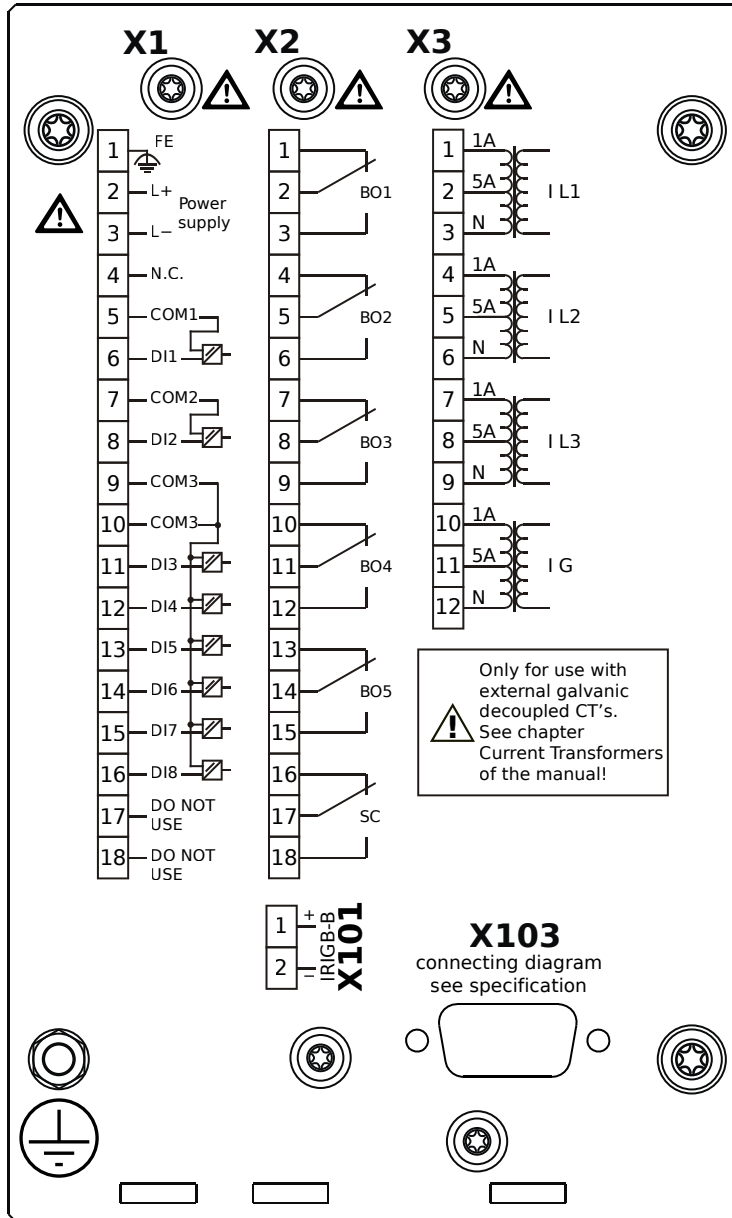 X1
X2
X3
1 FE
2 L+ Power
3 L− supply
4 N.C.
5 COM1
6 DI1
7 COM2
8 DI2
9 COM3
10 COM3
11 DI3
12 DI4
13 DI5
14 DI6
15 DI7
16 DI8
17 DO NOT
USE
18 DO NOT
USE
1
2 BO1
3
4
5 BO2
6
7
8 BO3
9
10
11 BO4
12
13
14 BO5
15
16
17 SC
18
1 1A
2 5A I L1
3 N
4 1A
5 5A I L2
6 N
7 1A
8 5A I L3
9 N
10 1A
11 5A I G
12 N
Only for use with
external galvanic
decoupled CT's.
See chapter
Current Transformers
of the manual!
1 +
2 −
IRIGB-B
X101
X103
connecting diagram
see specification